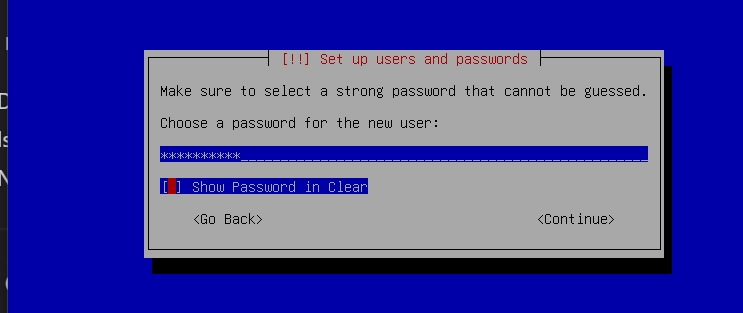 [!!] Set up users and passwords
Make sure to select a strong password that cannot be guessed.
Choose a password for the new user:
**********
[ ] Show Password in Clear
<Go Back> <Continue>